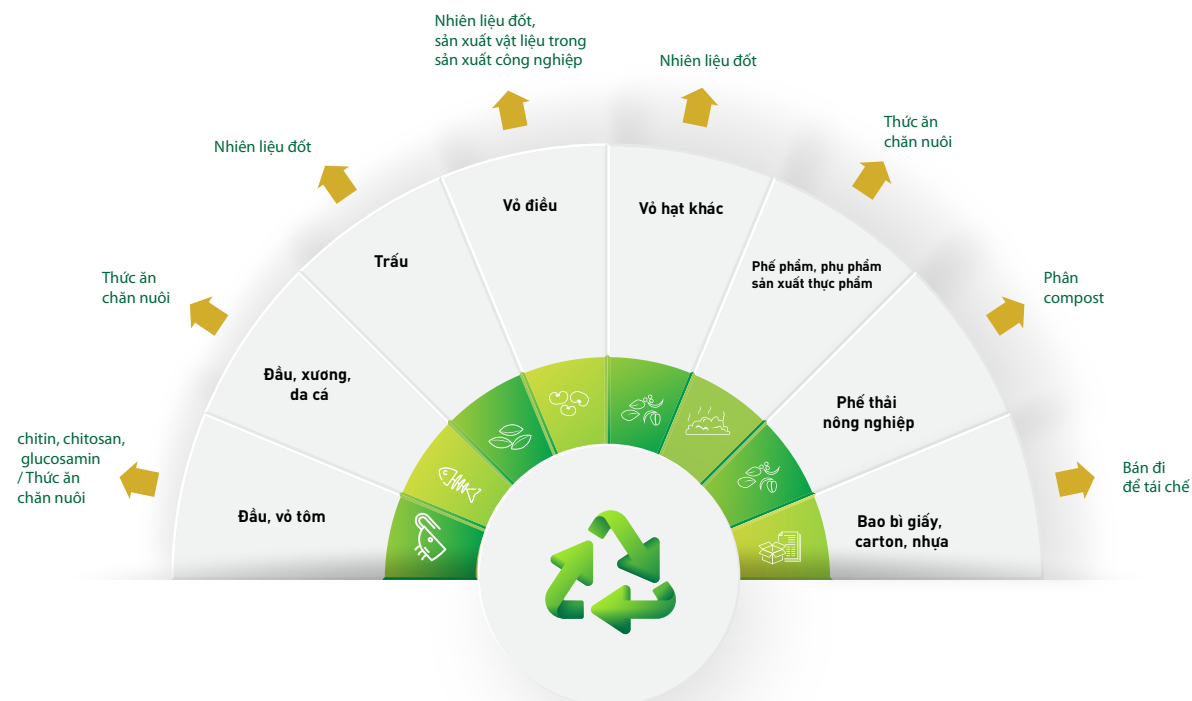 Nhiên liệu đốt,
sản xuất vật liệu trong
sản xuất công nghiệp
Nhiên liệu đốt
Thức ăn
chăn nuôi
Nhiên liệu đốt
Vỏ điều
Vỏ hạt khác
Trấu
Phế phẩm, phụ phẩm
sản xuất thực phẩm
Thức ăn
chăn nuôi
Phân
compost
Đầu, xương,
da cá
Phế thải
nông nghiệp
chitin, chitosan,
glucosamin
/ Thức ăn
chăn nuôi
Bán đi
để tái chế
Đầu, vỏ tôm
Bao bì giấy,
carton, nhựa